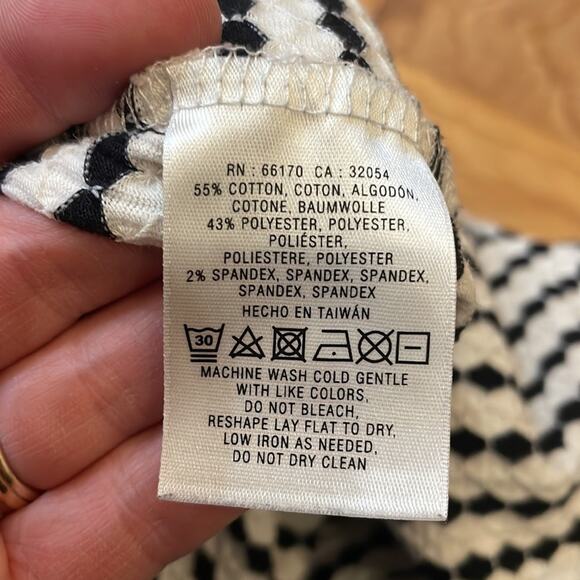 RN : 66170 CA : 32054
55% COTTON, COTON, ALGODÓN,
COTONE, BAUMWOLLE
43% POLYESTER, POLYESTER,
POLIÉSTER,
POLIESTERE, POLYESTER
2% SPANDEX, SPANDEX, SPANDEX,
SPANDEX, SPANDEX
HECHO EN TAIWÁN
30
MACHINE WASH COLD GENTLE
WITH LIKE COLORS,
DO NOT BLEACH,
RESHAPE LAY FLAT TO DRY,
LOW IRON AS NEEDED,
DO NOT DRY CLEAN